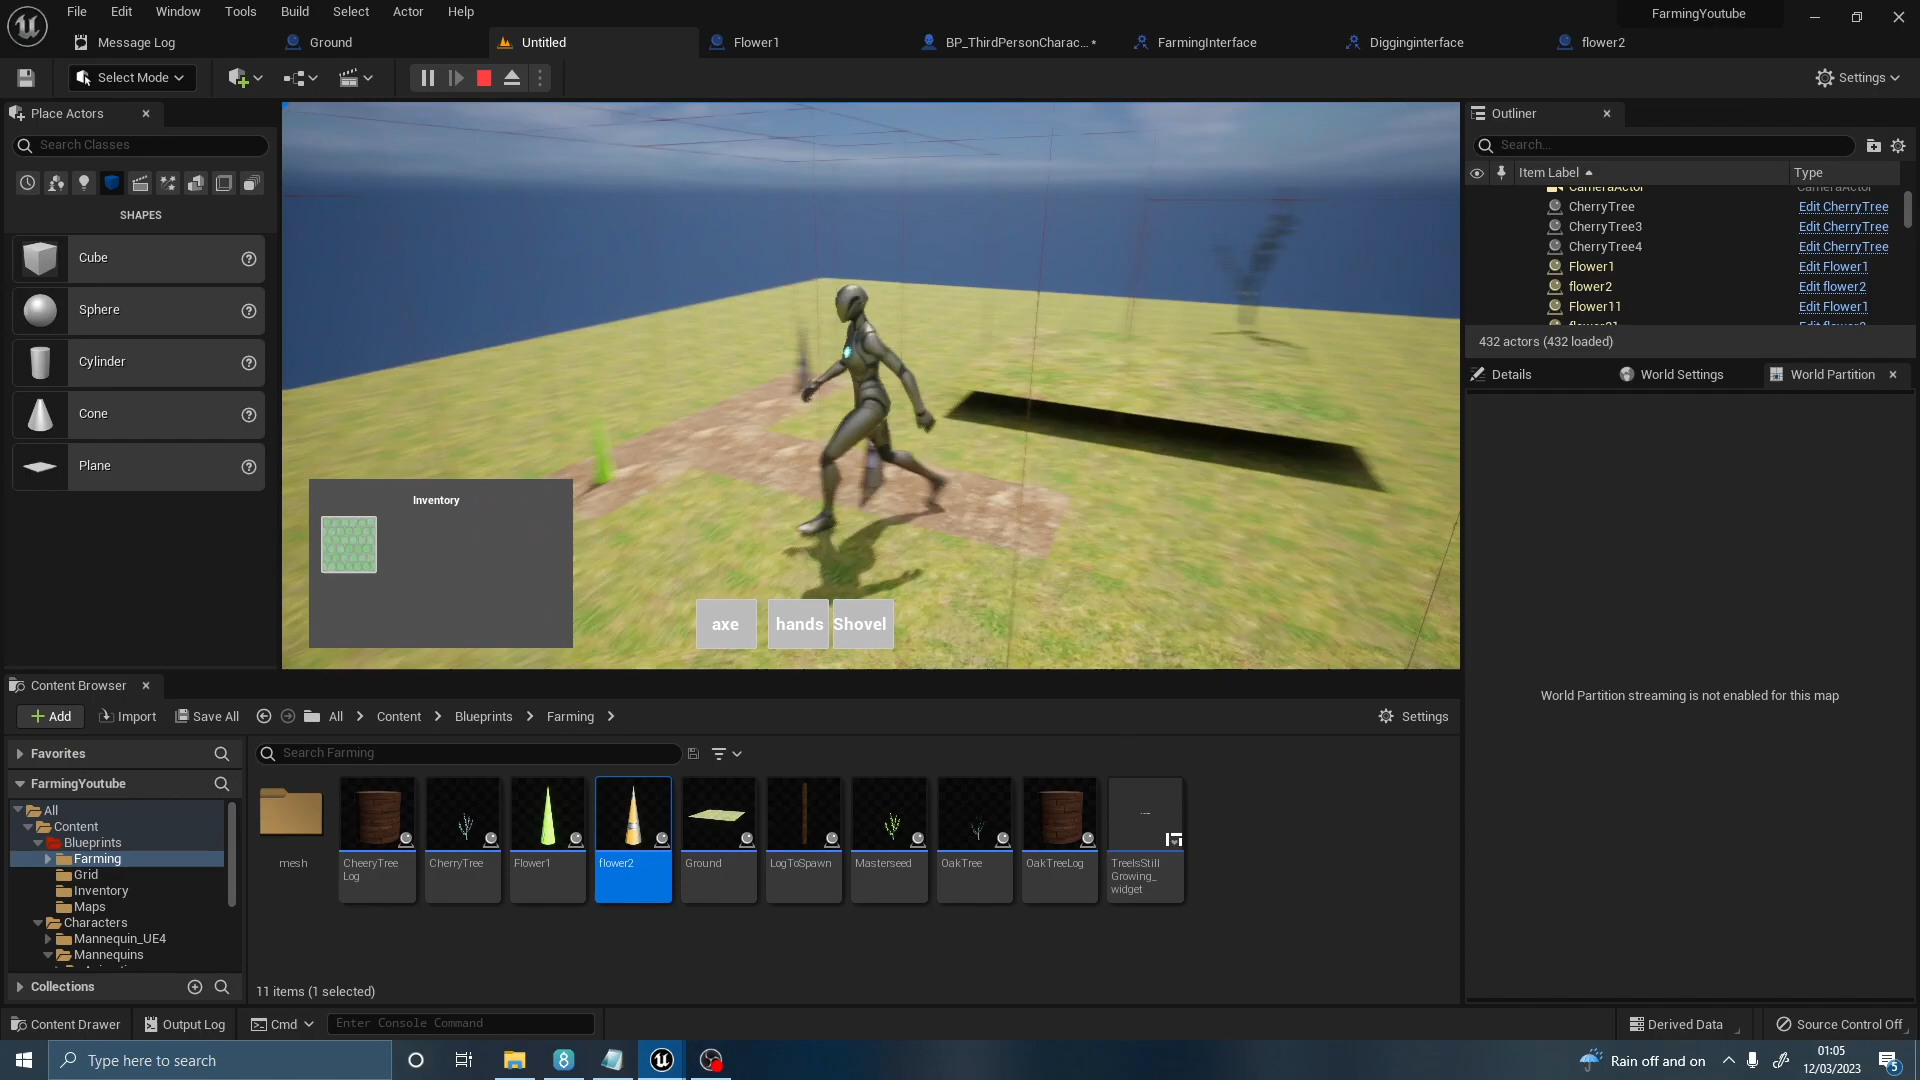 File Edit Window Tools Build Select Actor Help
FarmingYoutube
Message Log
Ground
Untitled
Flower1
BP_ThirdPersonCharac... *
FarmingInterface
Digginginterface
flower2
Select Mode
Settings
Place Actors
Search Classes
SHAPES
Cube
Sphere
Cylinder
Cone
Plane
Inventory
axe
hands
Shovel
Outliner
Search...
Item Label
Type
CameraActor CameraActor
CherryTree Edit CherryTree
CherryTree3 Edit CherryTree
CherryTree4 Edit CherryTree
Flower1 Edit Flower1
flower2 Edit flower2
Flower11 Edit Flower1
flower21 Edit flower2
432 actors (432 loaded)
Details
World Settings
World Partition
World Partition streaming is not enabled for this map
Content Browser
Add
Import
Save All
All
Content
Blueprints
Farming
Settings
Favorites
FarmingYoutube
All
Content
Blueprints
Farming
Grid
Inventory
Maps
Characters
Mannequin_UE4
Mannequins
Collections
Search Farming
mesh
CheeryTree
Log
CherryTree
Flower1
flower2
Ground
LogToSpawn
Masterseed
OakTree
OakTreeLog
TreeIsStill
Growing_
widget
11 items (1 selected)
Content Drawer
Output Log
Cmd
Enter Console Command
Derived Data
Source Control Off
Type here to search
Rain off and on
01:05
12/03/2023
5